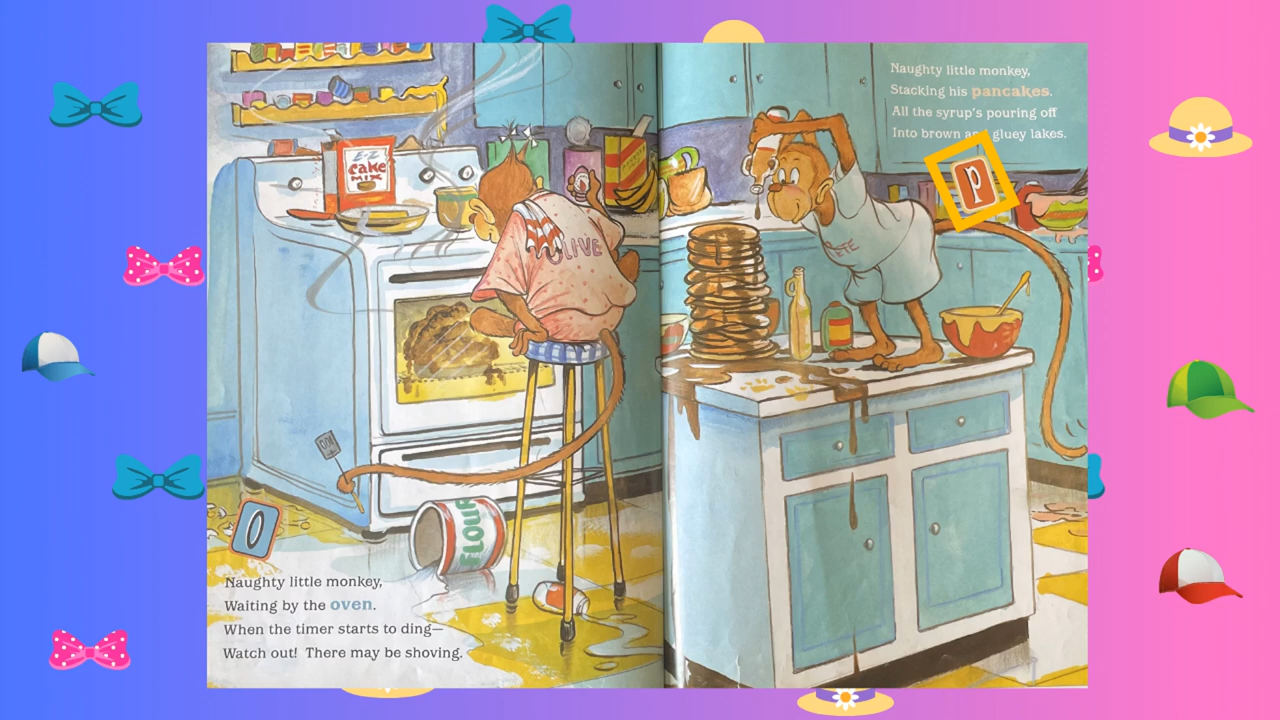 E-Z
cake
MIX
OLIVE
O
FLOUR
Naughty little monkey,
Waiting by the oven.
When the timer starts to ding—
Watch out! There may be shoving.
Naughty little monkey,
Stacking his pancakes.
All the syrup's pouring off
Into brown and gluey lakes.
P